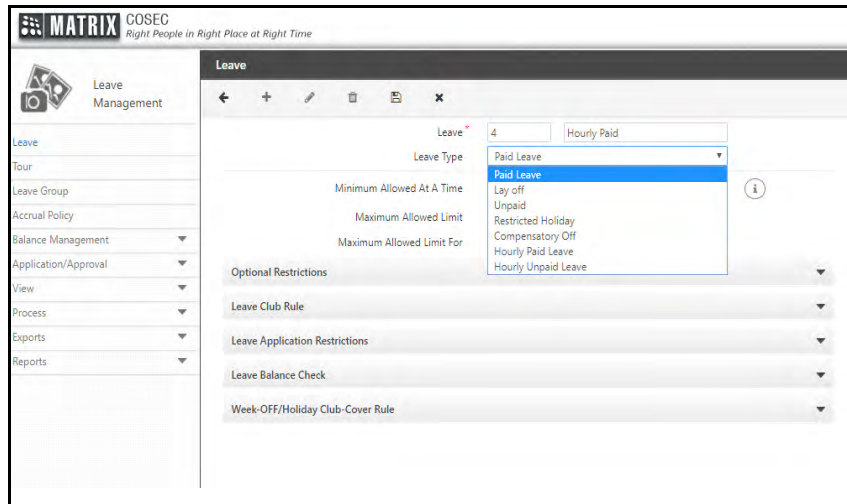 MATRIX COSEC
Right People in Right Place at Right Time
Leave
Management
Leave
Tour
Leave Group
Accrual Policy
Balance Management
Application/Approval
View
Process
Exports
Reports
Leave
Leave * 4 Hourly Paid
Leave Type Paid Leave
Paid Leave
Lay off
Unpaid
Restricted Holiday
Compensatory Off
Hourly Paid Leave
Hourly Unpaid Leave
Minimum Allowed At A Time
Maximum Allowed Limit
Maximum Allowed Limit For
Optional Restrictions
Leave Club Rule
Leave Application Restrictions
Leave Balance Check
Week-OFF/Holiday Club-Cover Rule